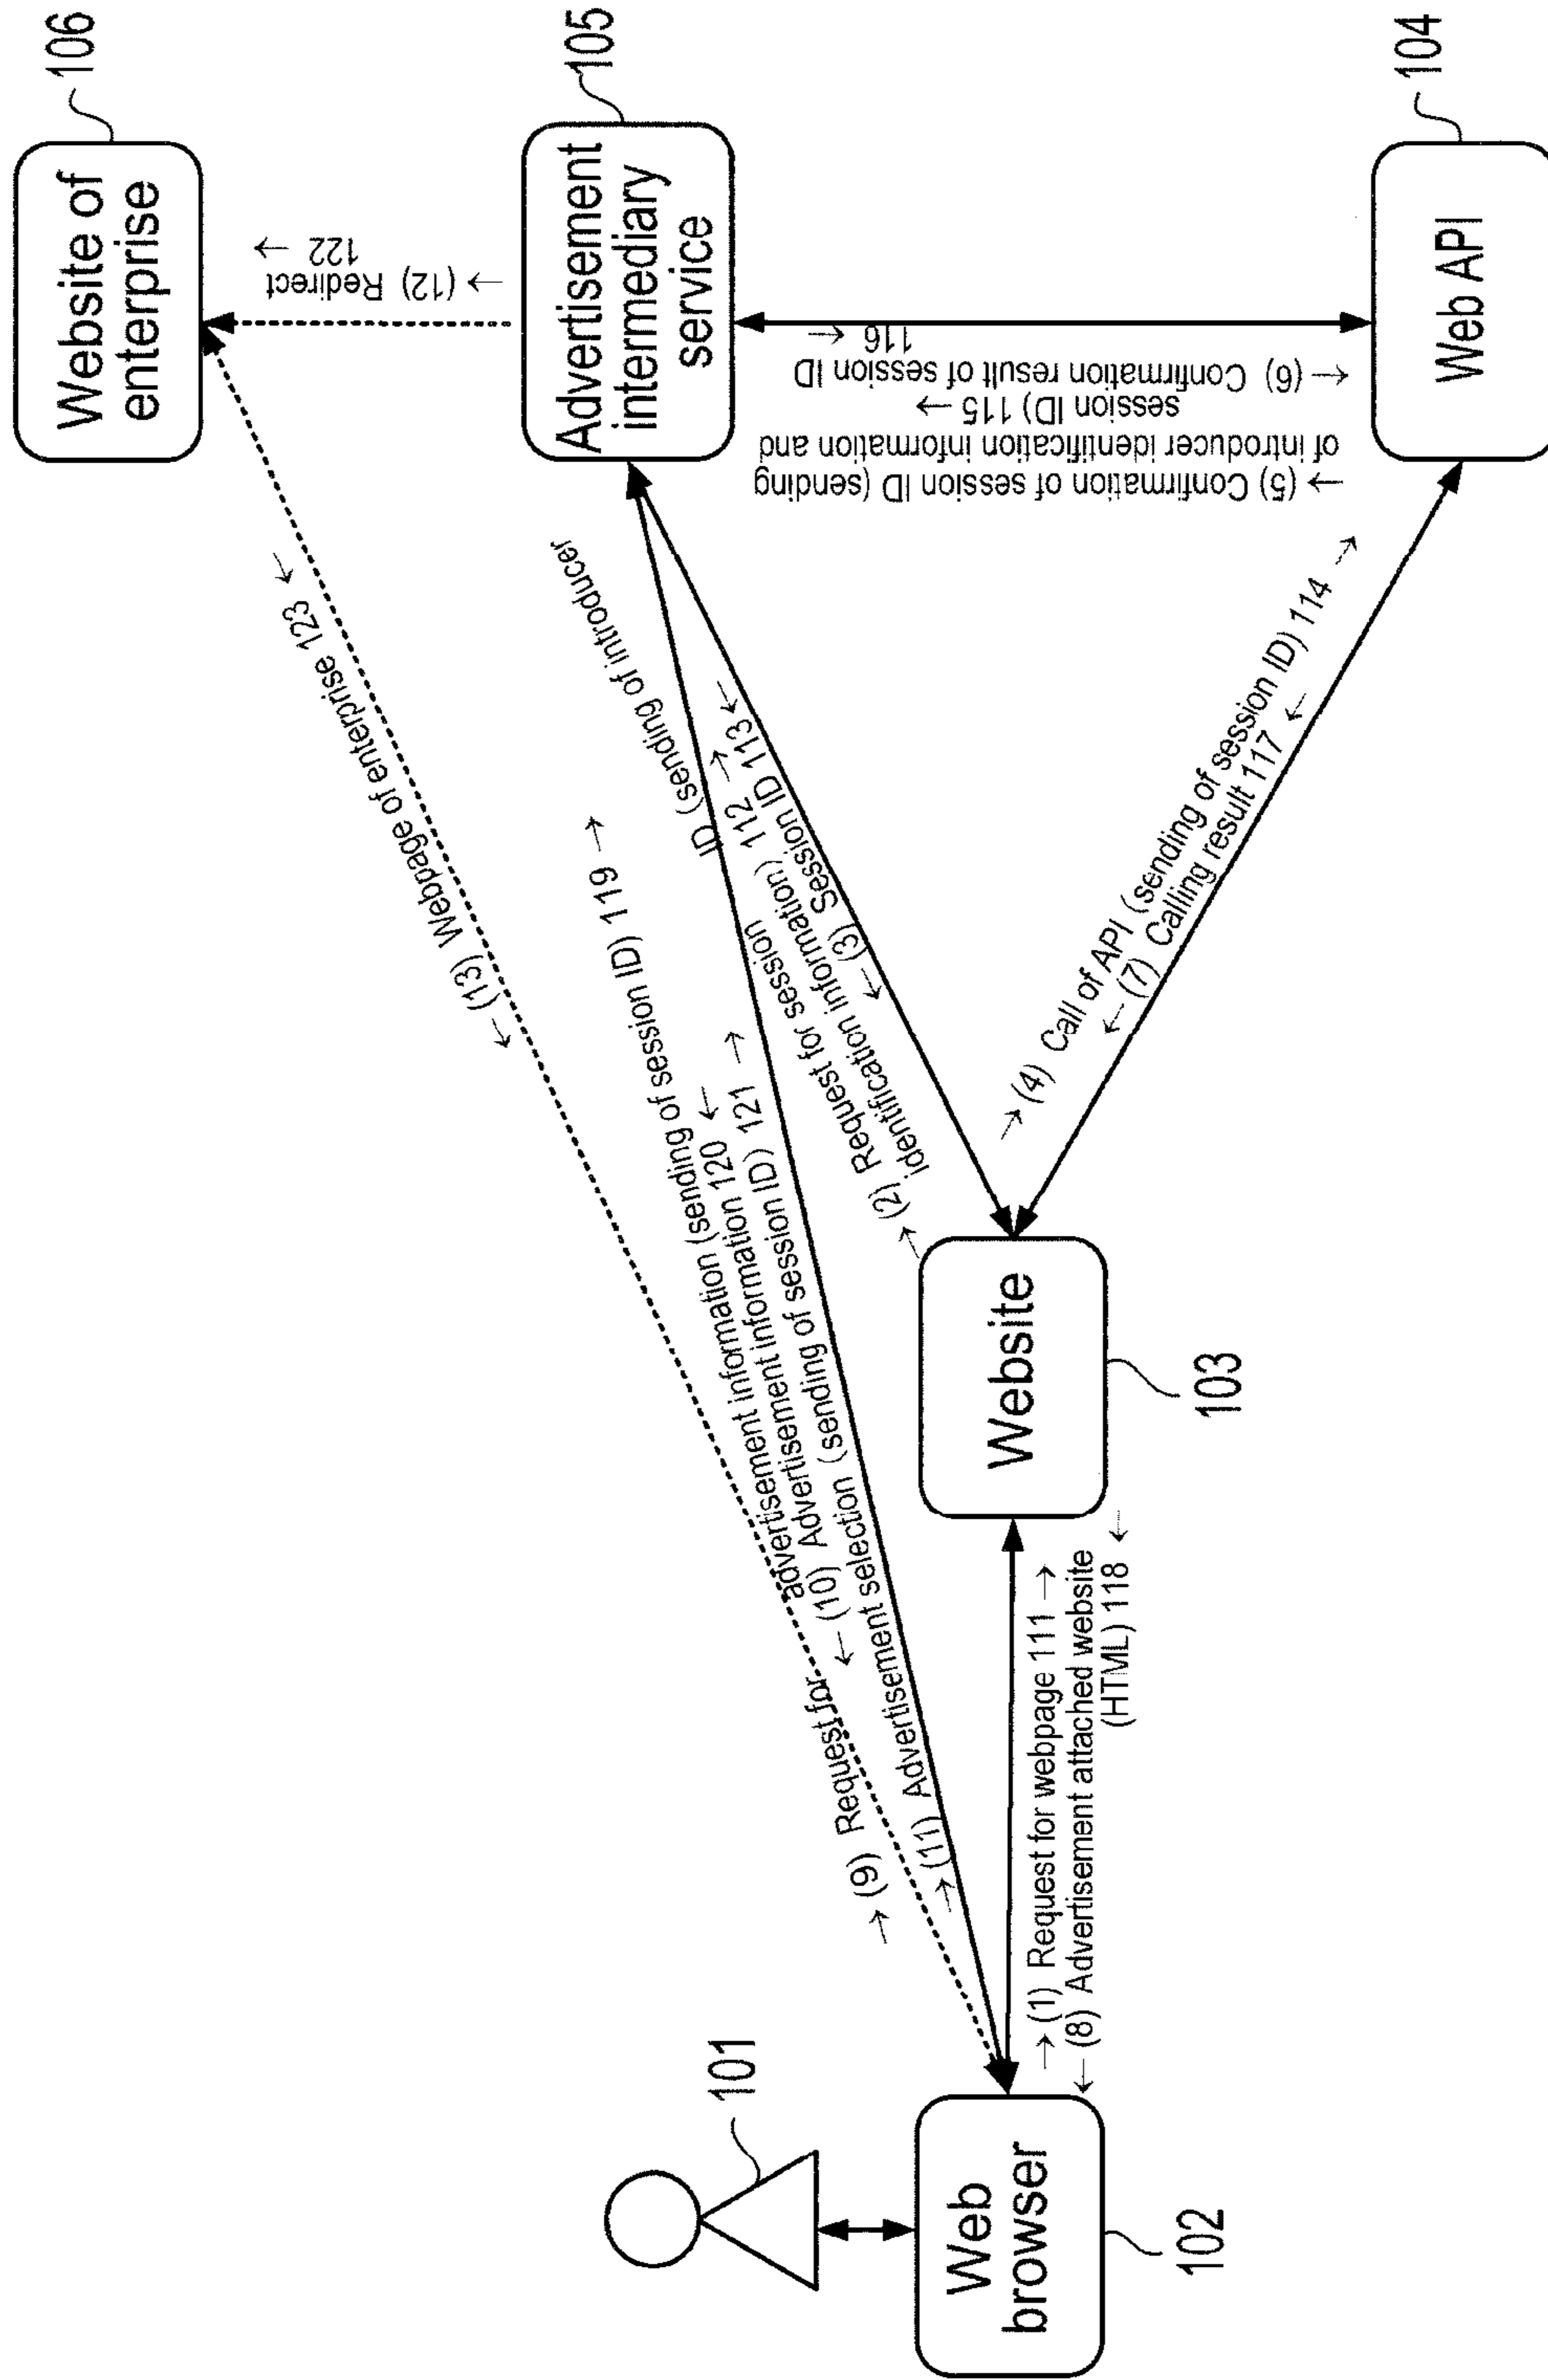 106
Website of
enterprise
→ (12) Redirect
122 →
105
Advertisement
intermediary
service
→ (5) Confirmation of session ID (sending
of introducer identification information and
session ID) 115 →
← (6) Confirmation result of session ID
116 ←
104
Web API
← (13) Webpage of enterprise 123 ←
→ (9) Request for
advertisement information (sending of session ID) 119 →
← (10) Advertisement information 120 ←
→ (11) Advertisement selection (sending of session ID) 121 →
advertisement information ID)
→ (2) Request for session
ID (sending of introducer
identification information) 112 →
← (3) Session ID 113 ←
→ (4) Call of API (sending of session ID) 114 →
← (7) Calling result 117 ←
Website
103
→ (1) Request for webpage 111 →
← (8) Advertisement attached website
(HTML) 118 ←
101
Web
browser
102